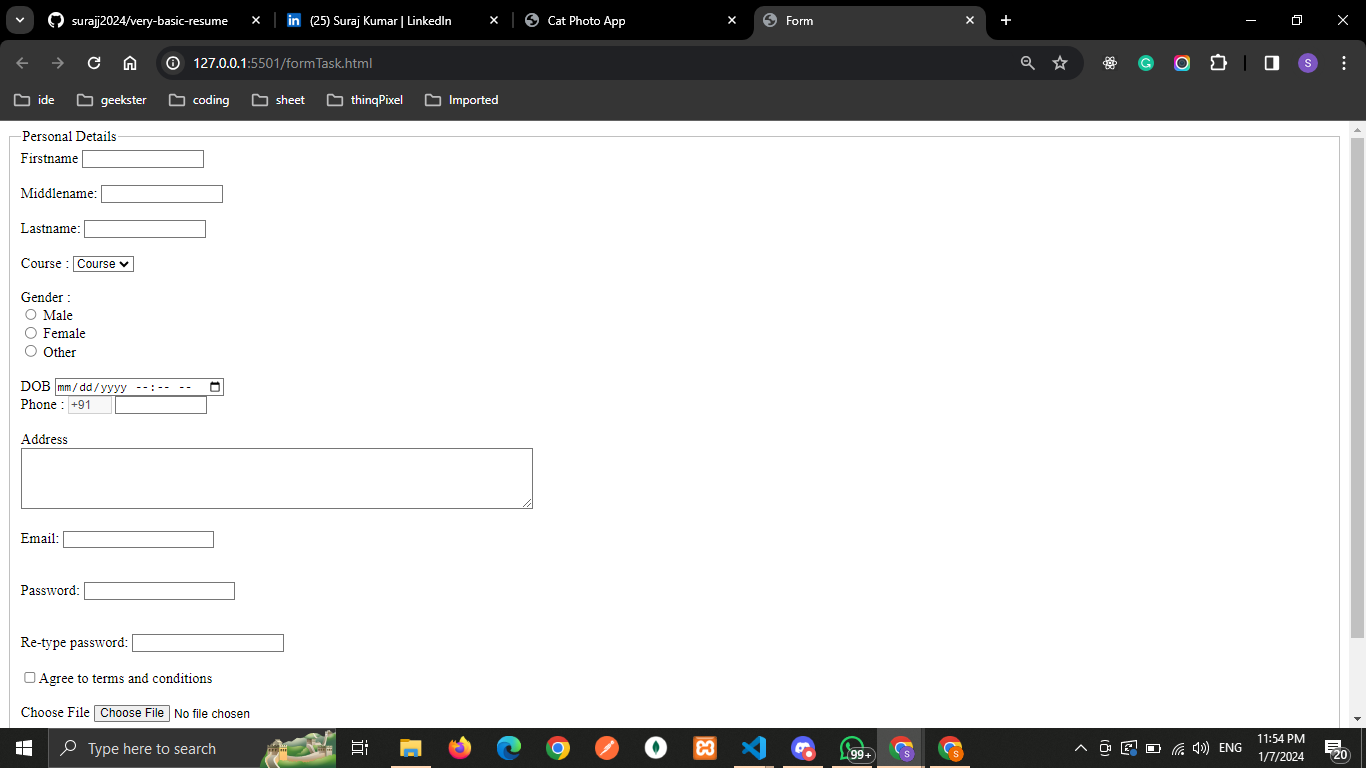 surajj2024/very-basic-resume
(25) Suraj Kumar | LinkedIn
Cat Photo App
Form
127.0.0.1:5501/formTask.html
S
ide
geekster
coding
sheet
thinqPixel
Imported
Personal Details
Firstname
Middlename:
Lastname:
Course : Course
Gender :
Male
Female
Other
DOB mm/dd/yyyy --:-- --
Phone : +91
Address
Email:
Password:
Re-type password:
Agree to terms and conditions
Choose File Choose File No file chosen
Type here to search
99+
S
S
ENG
11:54 PM
1/7/2024
20